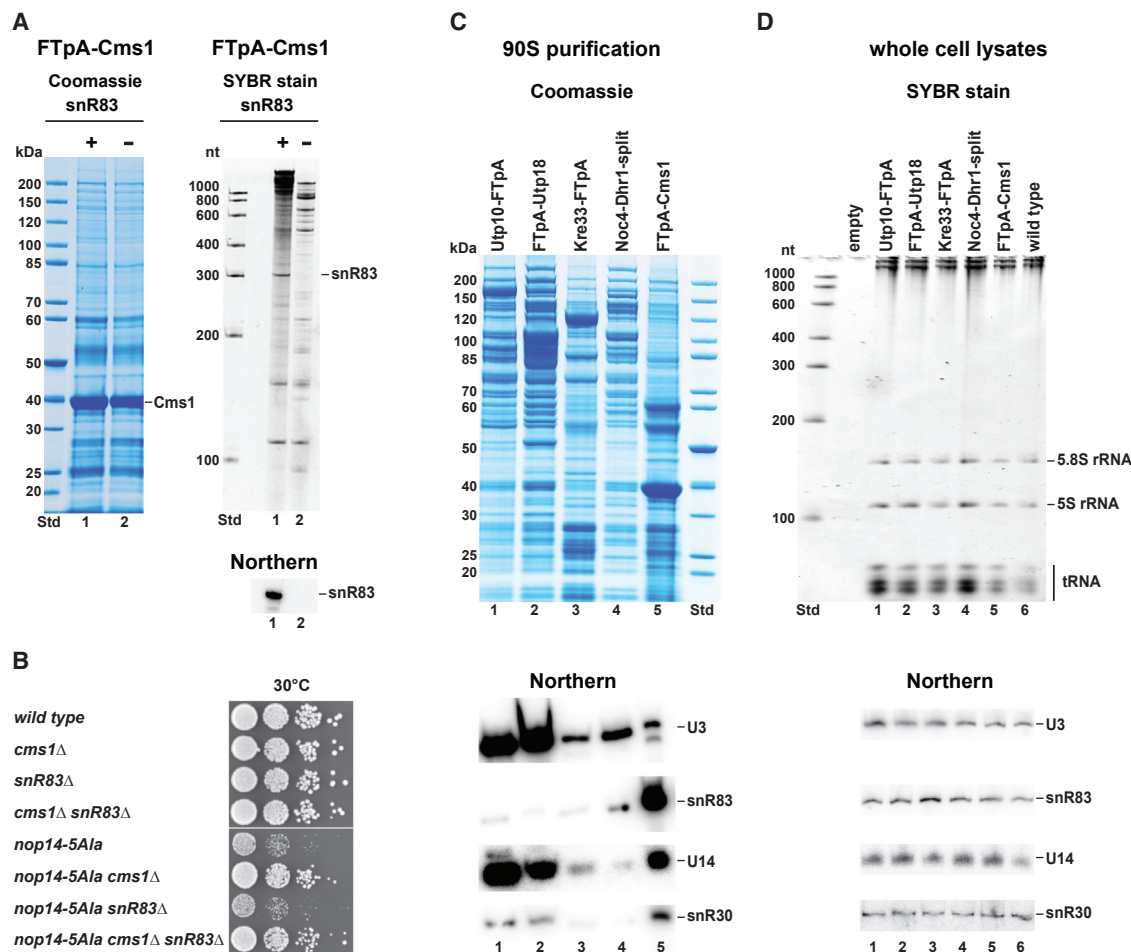 A
FTpA-Cms1
Coomassie
snR83
+ −
kDa
200
150
120
100
85
70
60
50
40
30
25
20
Cms1
Std 1 2
FTpA-Cms1
SYBR stain
snR83
+ −
nt
1000
800
600
400
300
200
100
snR83
Std 1 2
Northern
snR83
1 2
B
30°C
wild type
cms1Δ
snR83Δ
cms1Δ snR83Δ
nop14-5Ala
nop14-5Ala cms1Δ
nop14-5Ala snR83Δ
nop14-5Ala cms1Δ snR83Δ
C
90S purification
Coomassie
Utp10-FTpA
FTpA-Utp18
Kre33-FTpA
Noc4-Dhr1-split
FTpA-Cms1
kDa
200
150
120
100
85
70
60
50
40
30
25
20
1 2 3 4 5 Std
Northern
U3
snR83
U14
snR30
1 2 3 4 5
D
whole cell lysates
SYBR stain
empty
Utp10-FTpA
FTpA-Utp18
Kre33-FTpA
Noc4-Dhr1-split
FTpA-Cms1
wild type
nt
1000
800
600
400
300
200
100
5.8S rRNA
5S rRNA
tRNA
Std 1 2 3 4 5 6
Northern
U3
snR83
U14
snR30
1 2 3 4 5 6